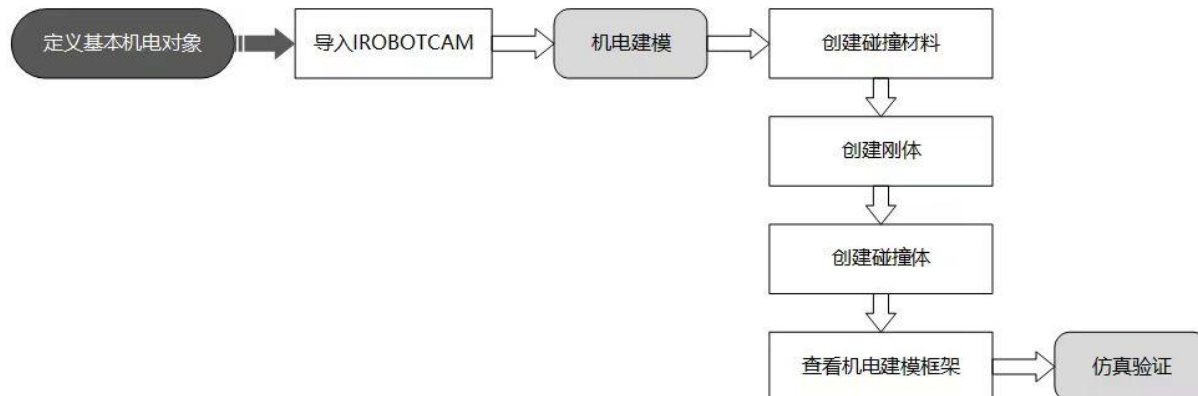 定义基本机电对象
导入IROBOTCAM
机电建模
创建碰撞材料
创建刚体
创建碰撞体
查看机电建模框架
仿真验证